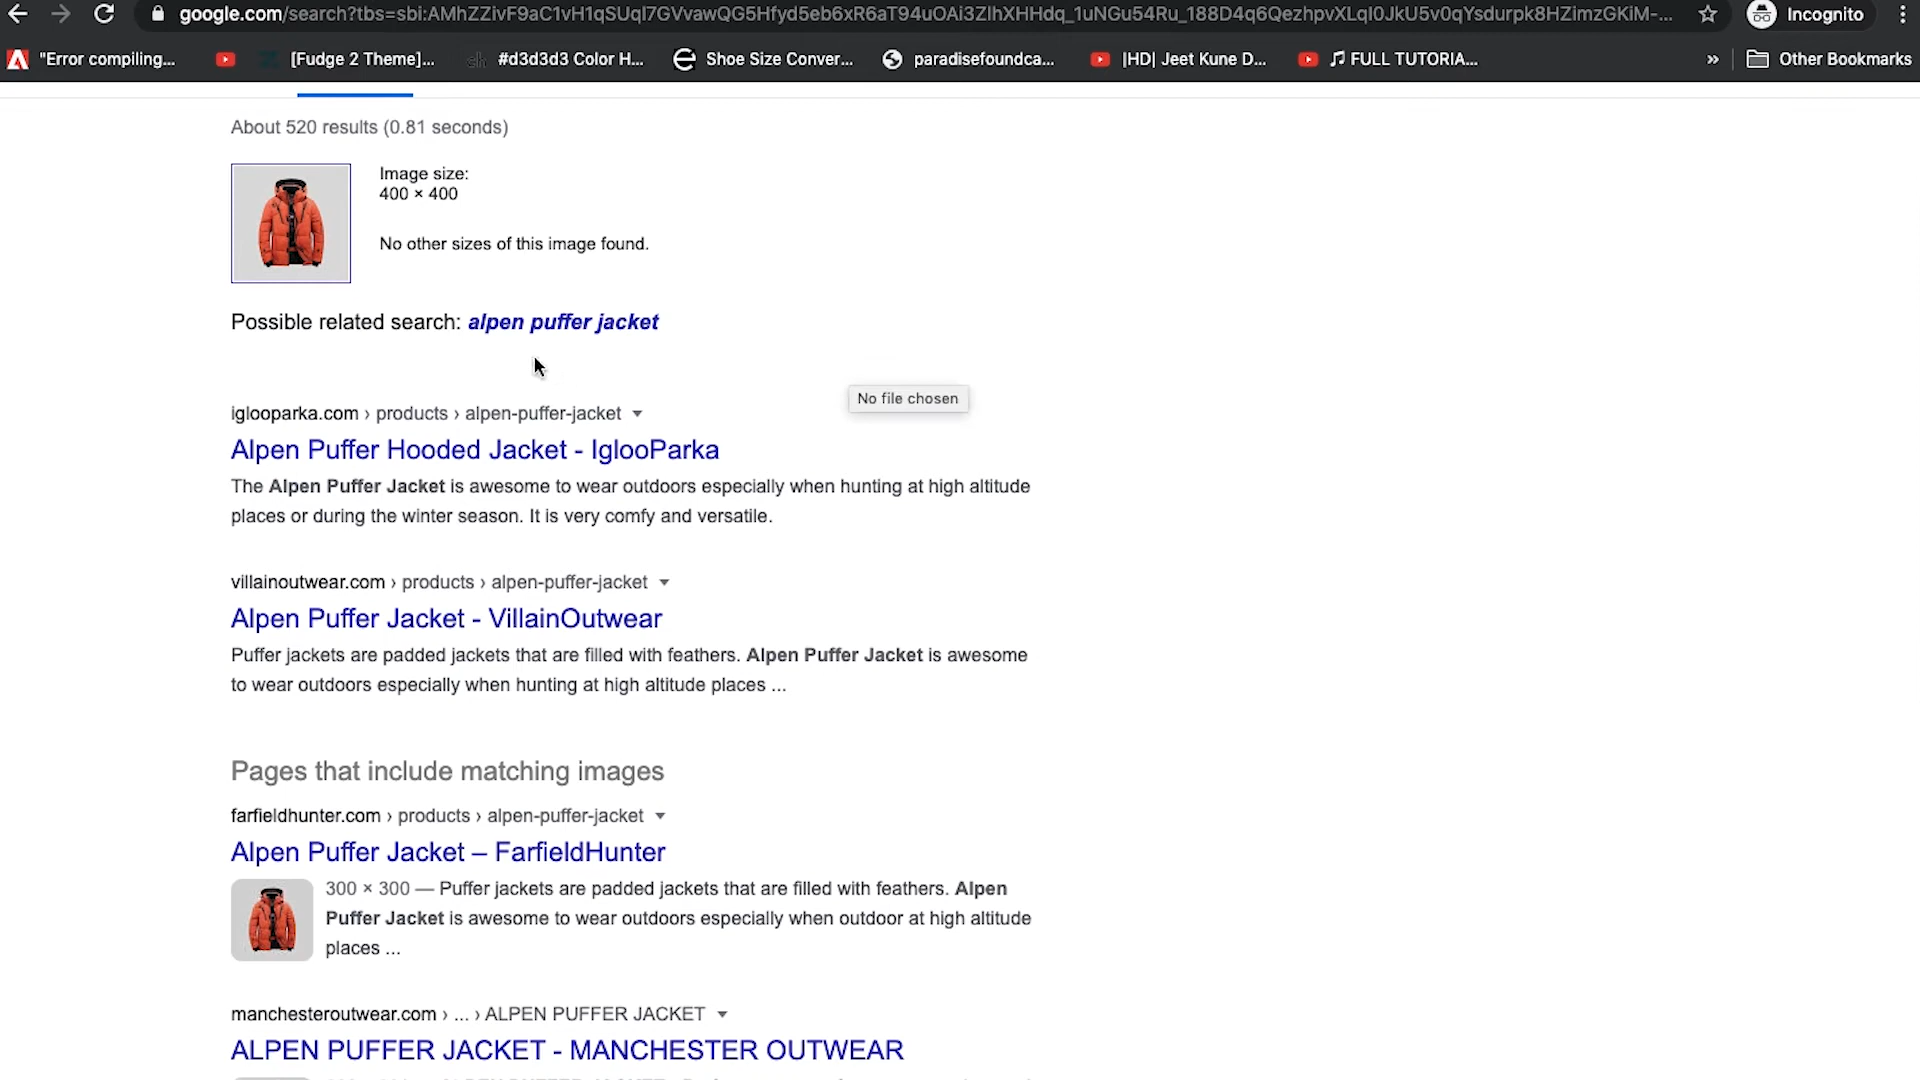 google.com/search?tbs=sbi:AMhZZivF9aC1vH1qSUqI7GVvawQG5Hfyd5eb6xR6aT94uOAi3ZlhXHHdq_1uNGu54Ru_188D4q6QezhpvXLqI0JkU5v0qYsdurpk8HZimzGKiM-...
Incognito
"Error compiling...
[Fudge 2 Theme]...
#d3d3d3 Color H...
Shoe Size Conver...
paradisefoundca...
|HD| Jeet Kune D...
♫ FULL TUTORIA...
»
Other Bookmarks
About 520 results (0.81 seconds)
Image size:
400 × 400
No other sizes of this image found.
Possible related search: alpen puffer jacket
No file chosen
iglooparka.com › products › alpen-puffer-jacket
Alpen Puffer Hooded Jacket - IglooParka
The Alpen Puffer Jacket is awesome to wear outdoors especially when hunting at high altitude
places or during the winter season. It is very comfy and versatile.
villainoutwear.com › products › alpen-puffer-jacket
Alpen Puffer Jacket - VillainOutwear
Puffer jackets are padded jackets that are filled with feathers. Alpen Puffer Jacket is awesome
to wear outdoors especially when hunting at high altitude places ...
Pages that include matching images
farfieldhunter.com › products › alpen-puffer-jacket
Alpen Puffer Jacket – FarfieldHunter
300 × 300 — Puffer jackets are padded jackets that are filled with feathers. Alpen
Puffer Jacket is awesome to wear outdoors especially when outdoor at high altitude
places ...
manchesteroutwear.com › ... › ALPEN PUFFER JACKET
ALPEN PUFFER JACKET - MANCHESTER OUTWEAR